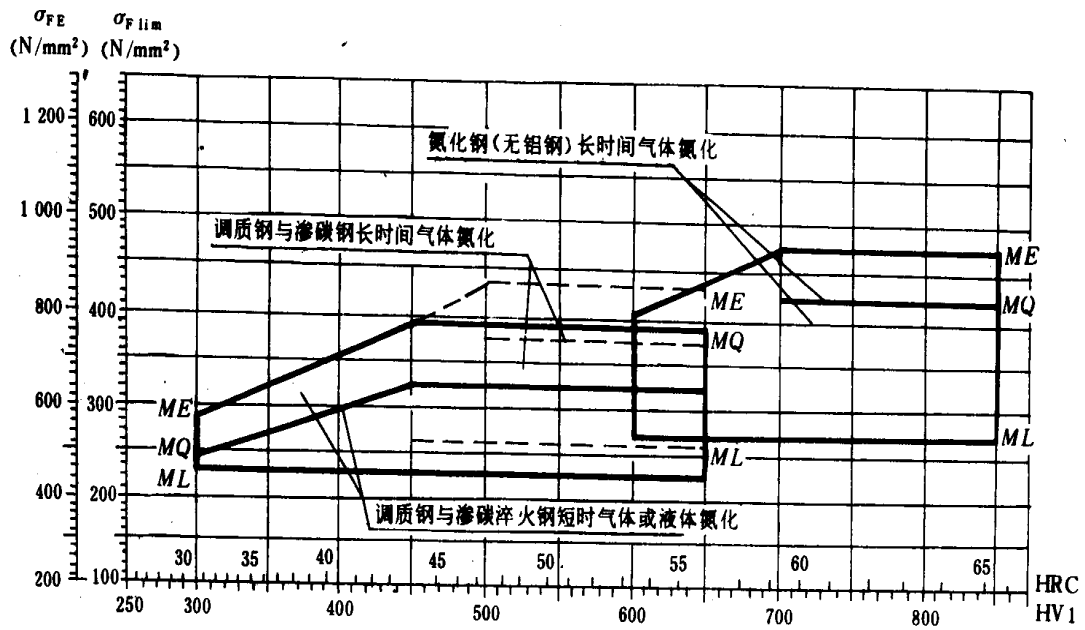 σFE σF lim
(N/mm²) (N/mm²)
1 200 600
氮化钢(无铝钢)长时间气体氮化
1 000 500
调质钢与渗碳钢长时间气体氮化
ME
ME
800 400
MQ
MQ
600 300
ME
MQ
ML
ML
ML
400 200
调质钢与渗碳淬火钢短时气体或液体氮化
30 35 40 45 50 55 60 65
200 100
HRC
250 400 500 600 700 800 HV1